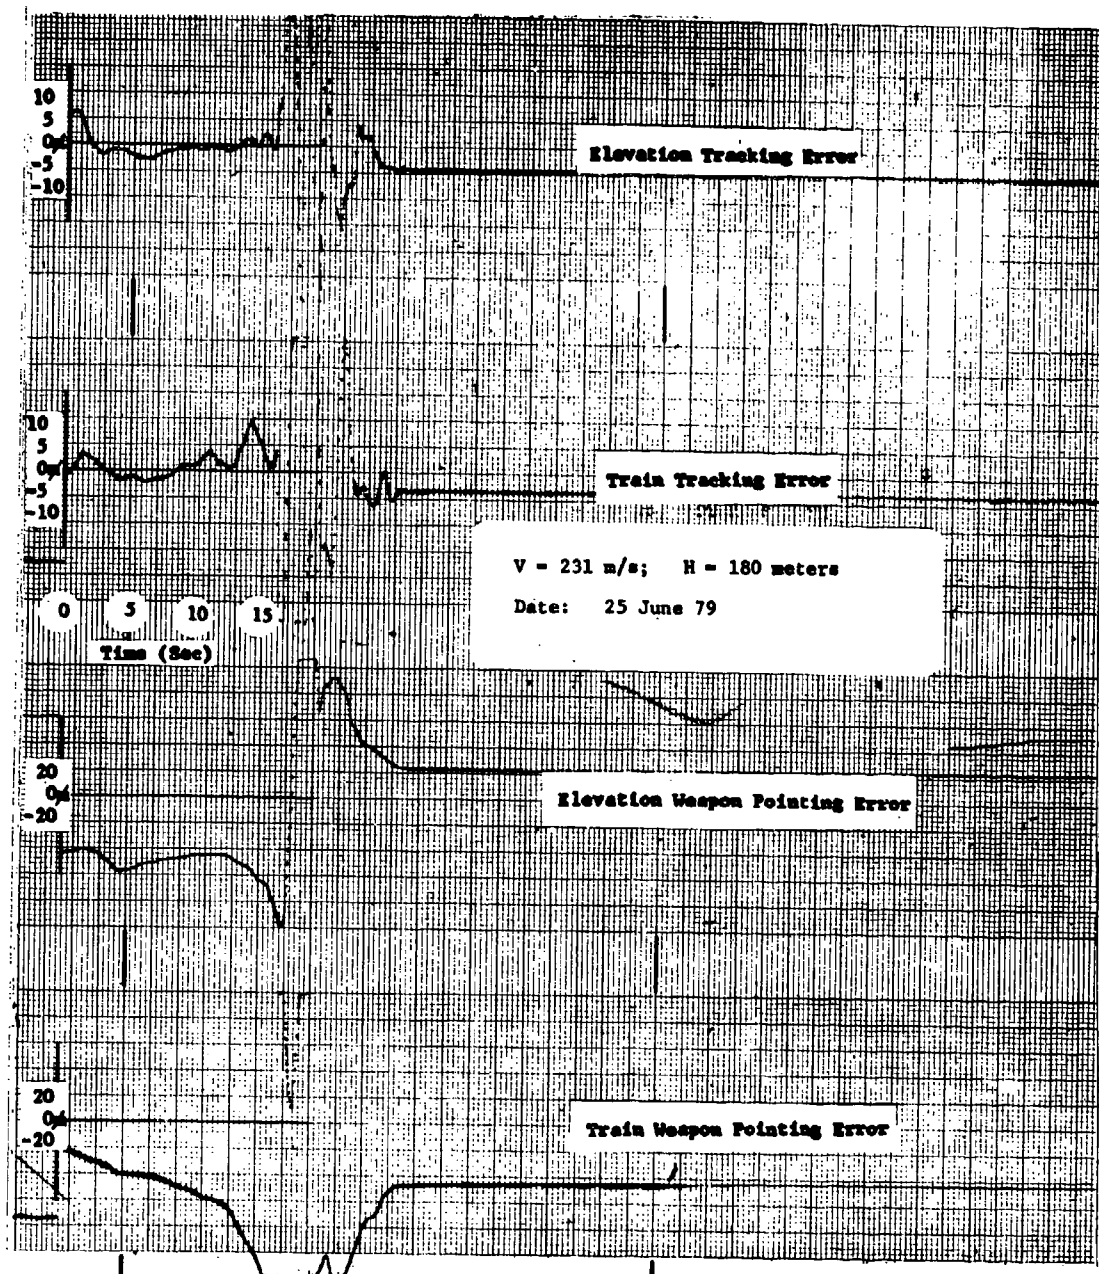 10
5
0
-5
-10
Elevation Tracking Error
10
5
0
-5
-10
Train Tracking Error
V = 231 m/s; H = 180 meters
Date: 25 June 79
0 5 10 15
Time (Sec)
20
0
-20
Elevation Weapon Pointing Error
20
0
-20
Train Weapon Pointing Error